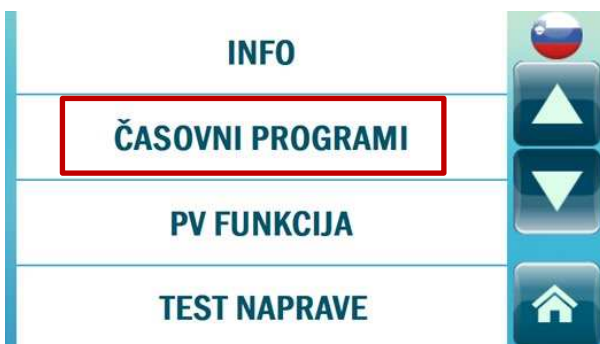 INFO
ČASOVNI PROGRAMI
PV FUNKCIJA
TEST NAPRAVE